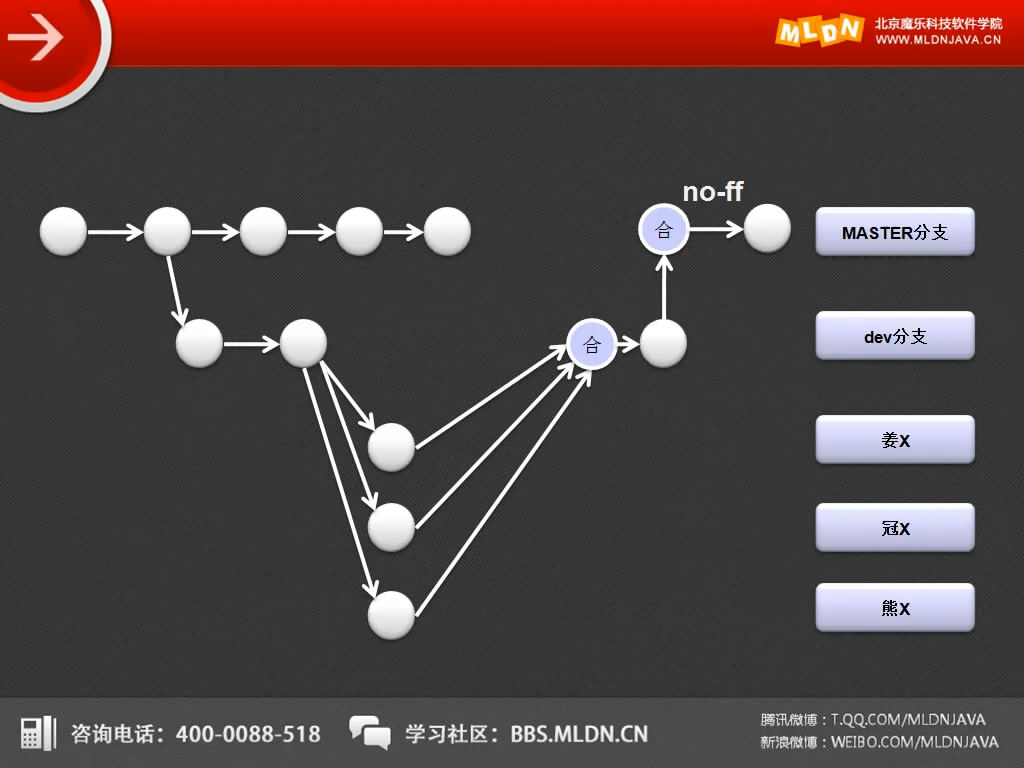 MLDN
北京魔乐科技软件学院
WWW.MLDNJAVA.CN
no-ff
合
MASTER分支
合
dev分支
姜X
冠X
熊X
咨询电话：400-0088-518
学习社区：BBS.MLDN.CN
腾讯微博：T.QQ.COM/MLDNJAVA
新浪微博：WEIBO.COM/MLDNJAVA